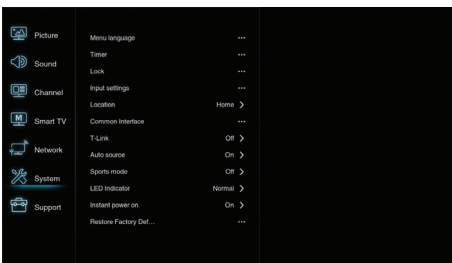 Picture
Sound
Channel
M
Smart TV
Network
System
Support
Menu language ...
Timer ...
Lock ...
Input settings ...
Location Home >
Common Interface ...
T-Link Off >
Auto source On >
Sports mode Off >
LED Indicator Normal >
Instant power on On >
Restore Factory Def... ...